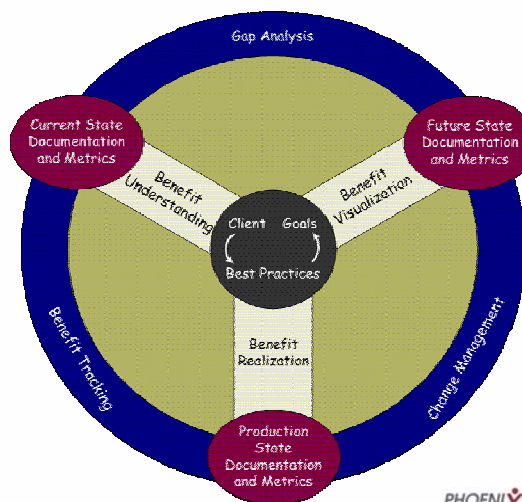 Gap Analysis
Current State
Documentation
and Metrics
Future State
Documentation
and Metrics
Benefit
Understanding
Benefit
Visualization
Client Goals
Best Practices
Benefit
Realization
Benefit Tracking
Change Management
Production
State
Documentation
and Metrics
PHOENI